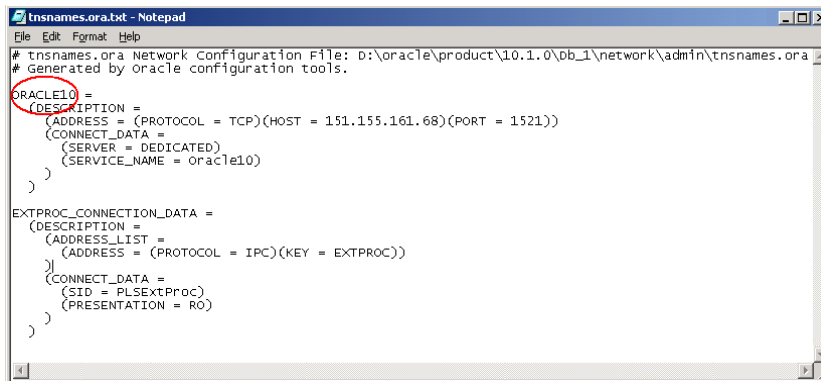 tnsnames.ora.txt - Notepad
File Edit Format Help
# tnsnames.ora Network Configuration File: D:\oracle\product\10.1.0\Db_1\network\admin\tnsnames.ora
# Generated by Oracle configuration tools.
ORACLE10 =
(DESCRIPTION =
(ADDRESS = (PROTOCOL = TCP)(HOST = 151.155.161.68)(PORT = 1521))
(CONNECT_DATA =
(SERVER = DEDICATED)
(SERVICE_NAME = Oracle10)
)
)
EXTPROC_CONNECTION_DATA =
(DESCRIPTION =
(ADDRESS_LIST =
(ADDRESS = (PROTOCOL = IPC)(KEY = EXTPROC))
)
(CONNECT_DATA =
(SID = PLSExtProc)
(PRESENTATION = RO)
)
)